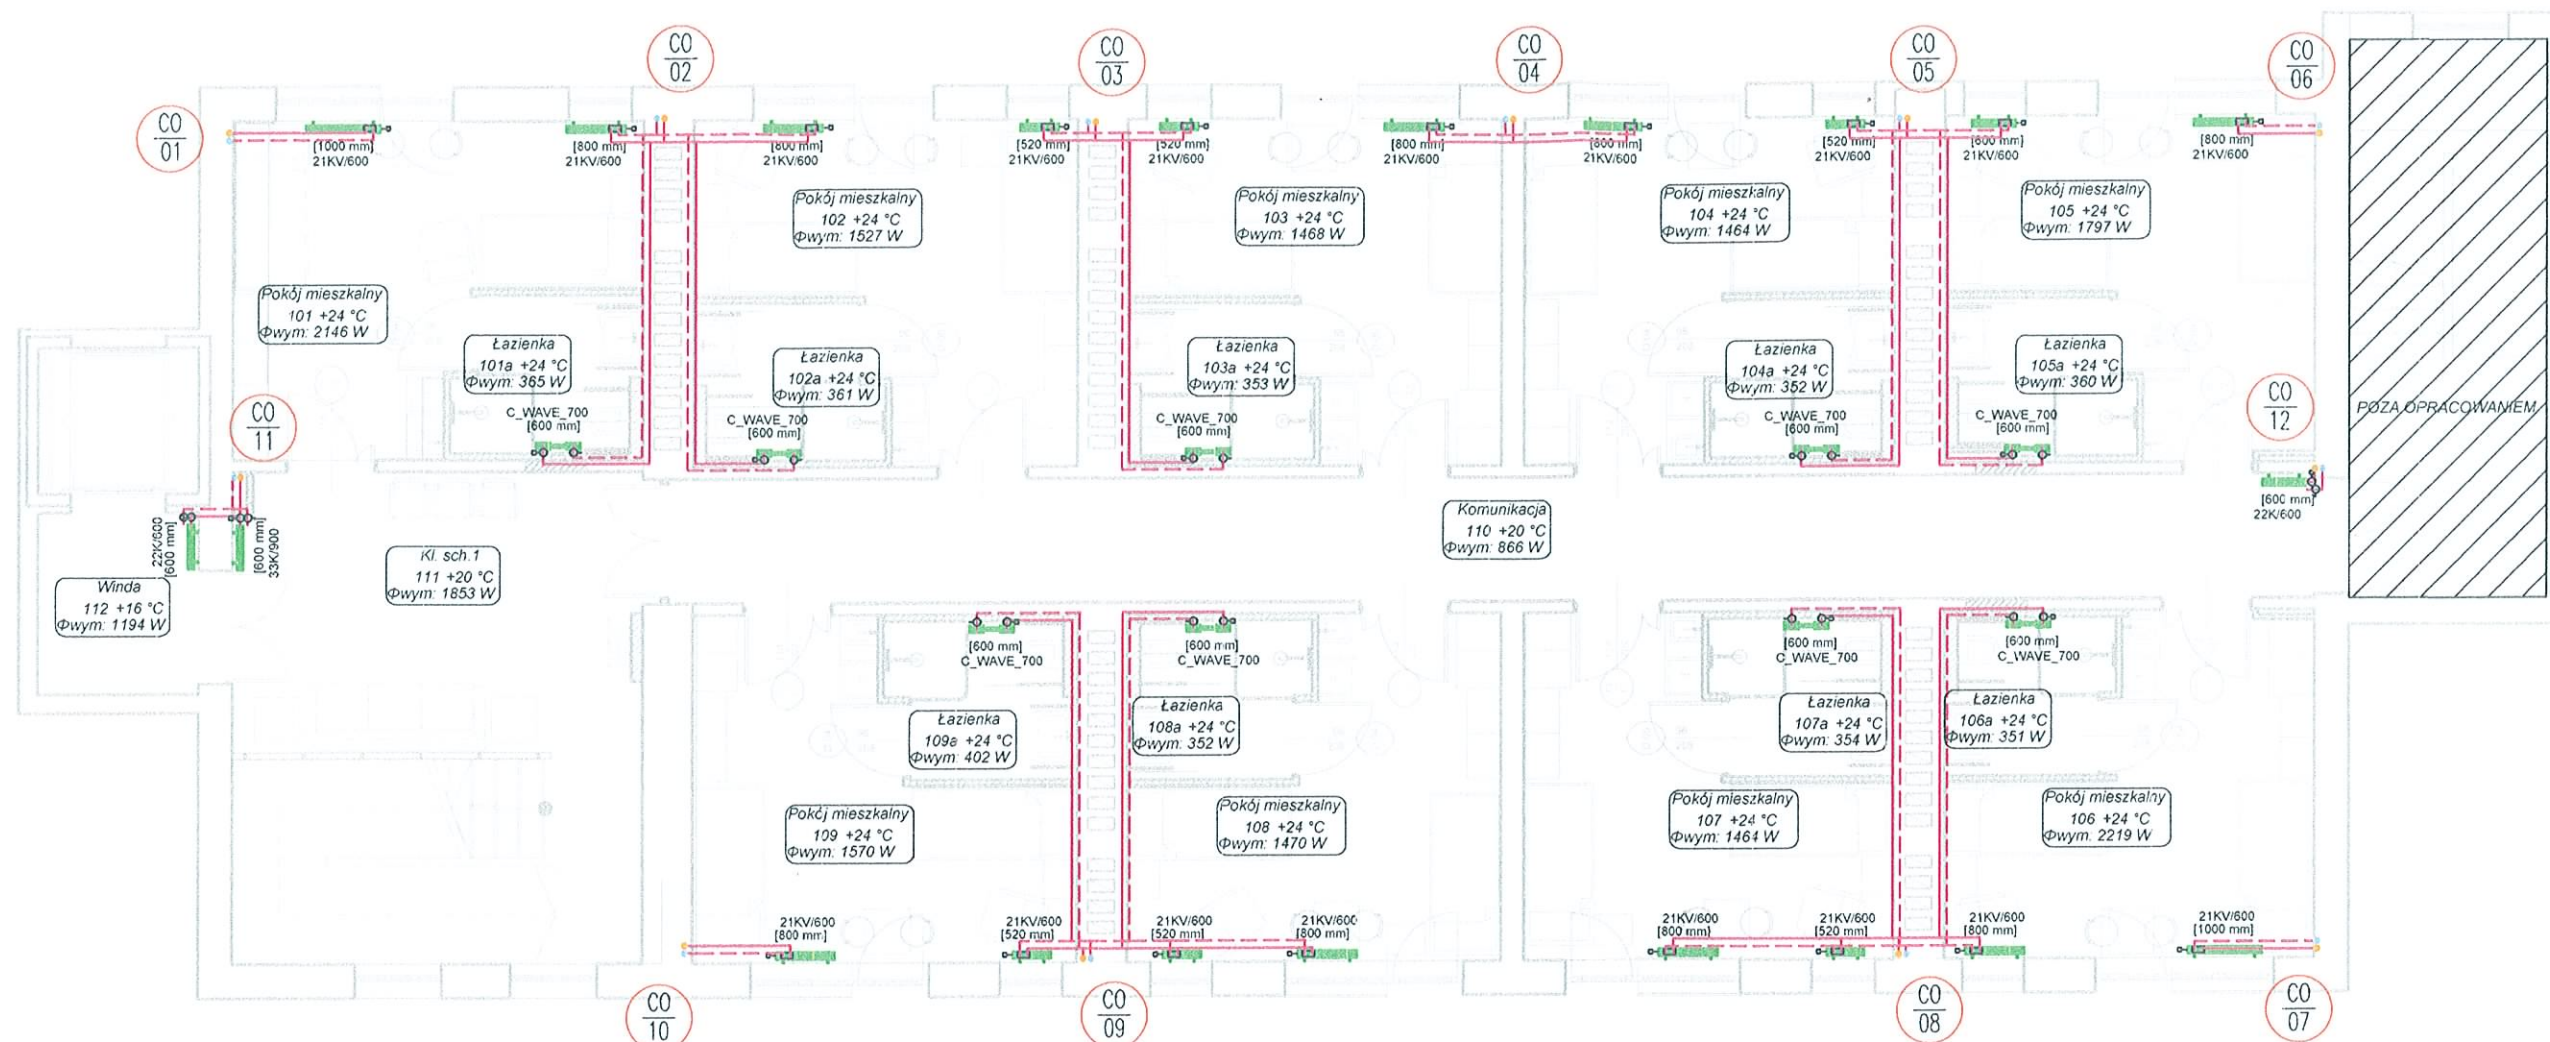 CO
01
CO
02
CO
03
CO
04
CO
05
CO
06
[1000 mm]
21KV/600
[800 mm]
21KV/600
[800 mm]
21KV/600
[520 mm]
21KV/600
[520 mm]
21KV/600
[800 mm]
21KV/600
[800 mm]
21KV/600
[520 mm]
21KV/600
[600 mm]
21KV/600
[800 mm]
21KV/600
Pokój mieszkalny
101 +24 °C
Φwym: 2146 W
Pokój mieszkalny
102 +24 °C
Φwym: 1527 W
Pokój mieszkalny
103 +24 °C
Φwym: 1468 W
Pokój mieszkalny
104 +24 °C
Φwym: 1464 W
Pokój mieszkalny
105 +24 °C
Φwym: 1797 W
Łazienka
101a +24 °C
Φwym: 365 W
Łazienka
102a +24 °C
Φwym: 361 W
Łazienka
103a +24 °C
Φwym: 353 W
Łazienka
104a +24 °C
Φwym: 352 W
Łazienka
105a +24 °C
Φwym: 360 W
C_WAVE_700
[600 mm]
C_WAVE_700
[600 mm]
C_WAVE_700
[600 mm]
C_WAVE_700
[600 mm]
C_WAVE_700
[600 mm]
CO
11
CO
12
POZA OPRACOWANIEM
[600 mm]
22K/600
22K/600
[600 mm]
[600 mm]
33K/900
Winda
112 +16 °C
Φwym: 1194 W
Kl. sch.1
111 +20 °C
Φwym: 1853 W
Komunikacja
110 +20 °C
Φwym: 866 W
[600 mm]
C_WAVE_700
[600 mm]
C_WAVE_700
[600 mm]
C_WAVE_700
[600 mm]
C_WAVE_700
Łazienka
109a +24 °C
Φwym: 402 W
Łazienka
108a +24 °C
Φwym: 352 W
Łazienka
107a +24 °C
Φwym: 354 W
Łazienka
106a +24 °C
Φwym: 351 W
Pokój mieszkalny
109 +24 °C
Φwym: 1570 W
Pokój mieszkalny
108 +24 °C
Φwym: 1470 W
Pokój mieszkalny
107 +24 °C
Φwym: 1464 W
Pokój mieszkalny
106 +24 °C
Φwym: 2219 W
21KV/600
[800 mm]
21KV/600
[520 mm]
21KV/600
[520 mm]
21KV/600
[800 mm]
21KV/600
[800 mm]
21KV/600
[520 mm]
21KV/600
[800 mm]
21KV/600
[1000 mm]
CO
10
CO
09
CO
08
CO
07